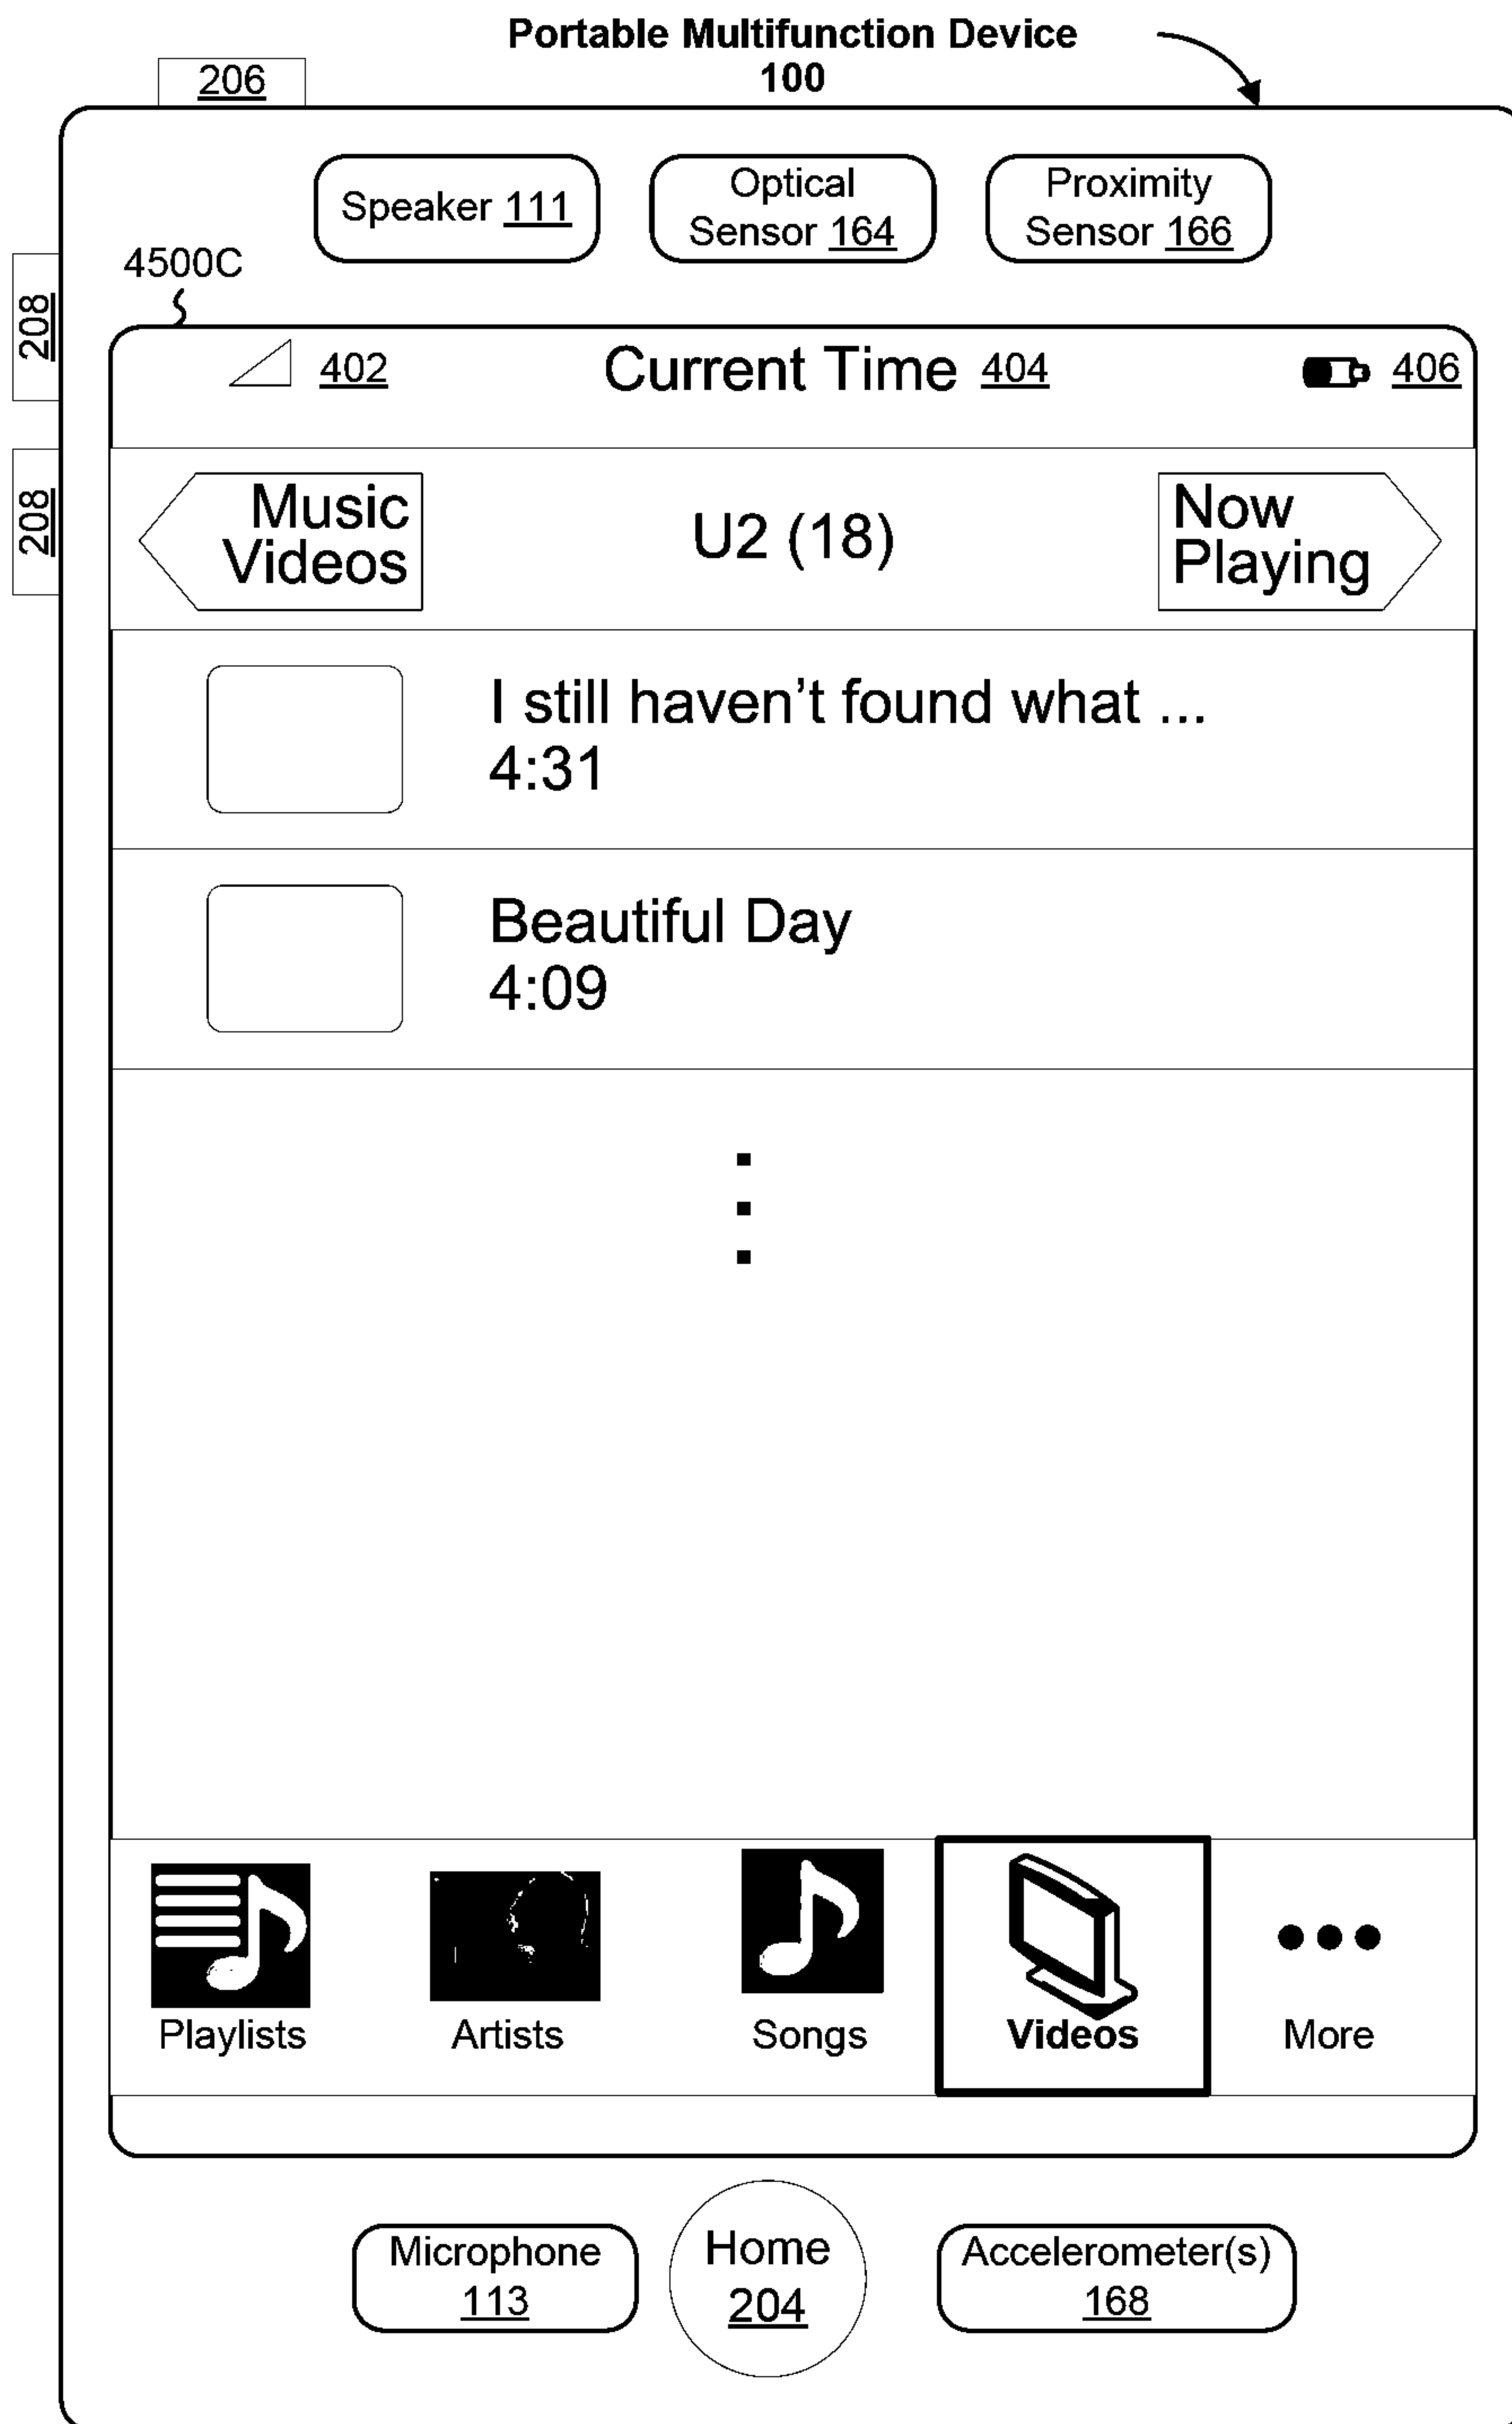 Portable Multifunction Device
100
206
Speaker 111
Optical
Sensor 164
Proximity
Sensor 166
4500C
208
208
402
Current Time 404
406
Music
Videos
U2 (18)
Now
Playing
I still haven't found what ...
4:31
Beautiful Day
4:09
Playlists
Artists
Songs
Videos
More
Microphone
113
Home
204
Accelerometer(s)
168